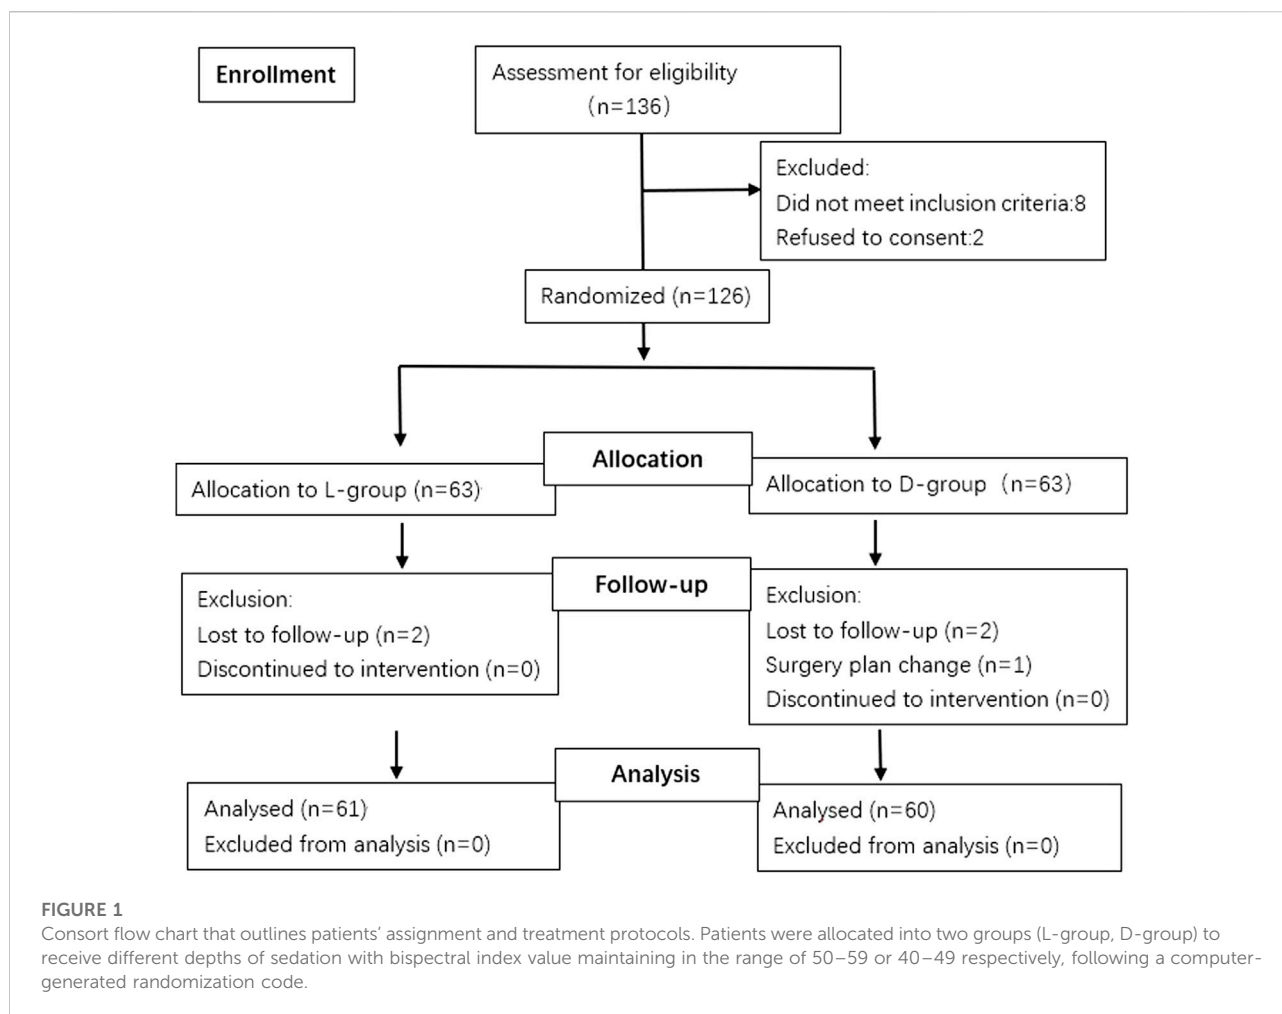 Enrollment
Assessment for eligibility
(n=136)
Excluded:
Did not meet inclusion criteria:8
Refused to consent:2
Randomized (n=126)
Allocation
Allocation to L-group (n=63)
Allocation to D-group (n=63)
Follow-up
Exclusion:
Lost to follow-up (n=2)
Discontinued to intervention (n=0)
Exclusion:
Lost to follow-up (n=2)
Surgery plan change (n=1)
Discontinued to intervention (n=0)
Analysis
Analysed (n=61)
Excluded from analysis (n=0)
Analysed (n=60)
Excluded from analysis (n=0)
FIGURE 1
Consort flow chart that outlines patients’ assignment and treatment protocols. Patients were allocated into two groups (L-group, D-group) to
receive different depths of sedation with bispectral index value maintaining in the range of 50–59 or 40–49 respectively, following a computer-
generated randomization code.